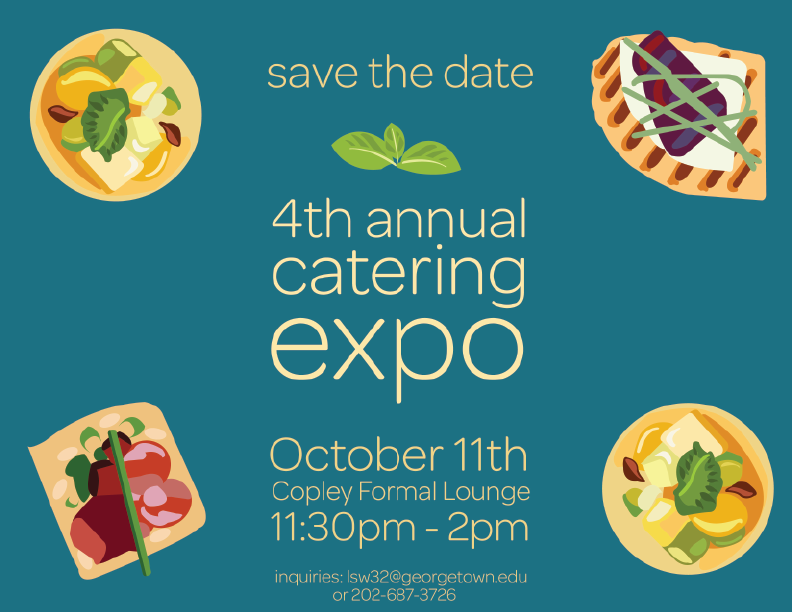 save the date
4th annual
catering
expo
October 11th
Copley Formal Lounge
11:30pm - 2pm
inquiries: lsw32@georgetown.edu
or 202-687-3726